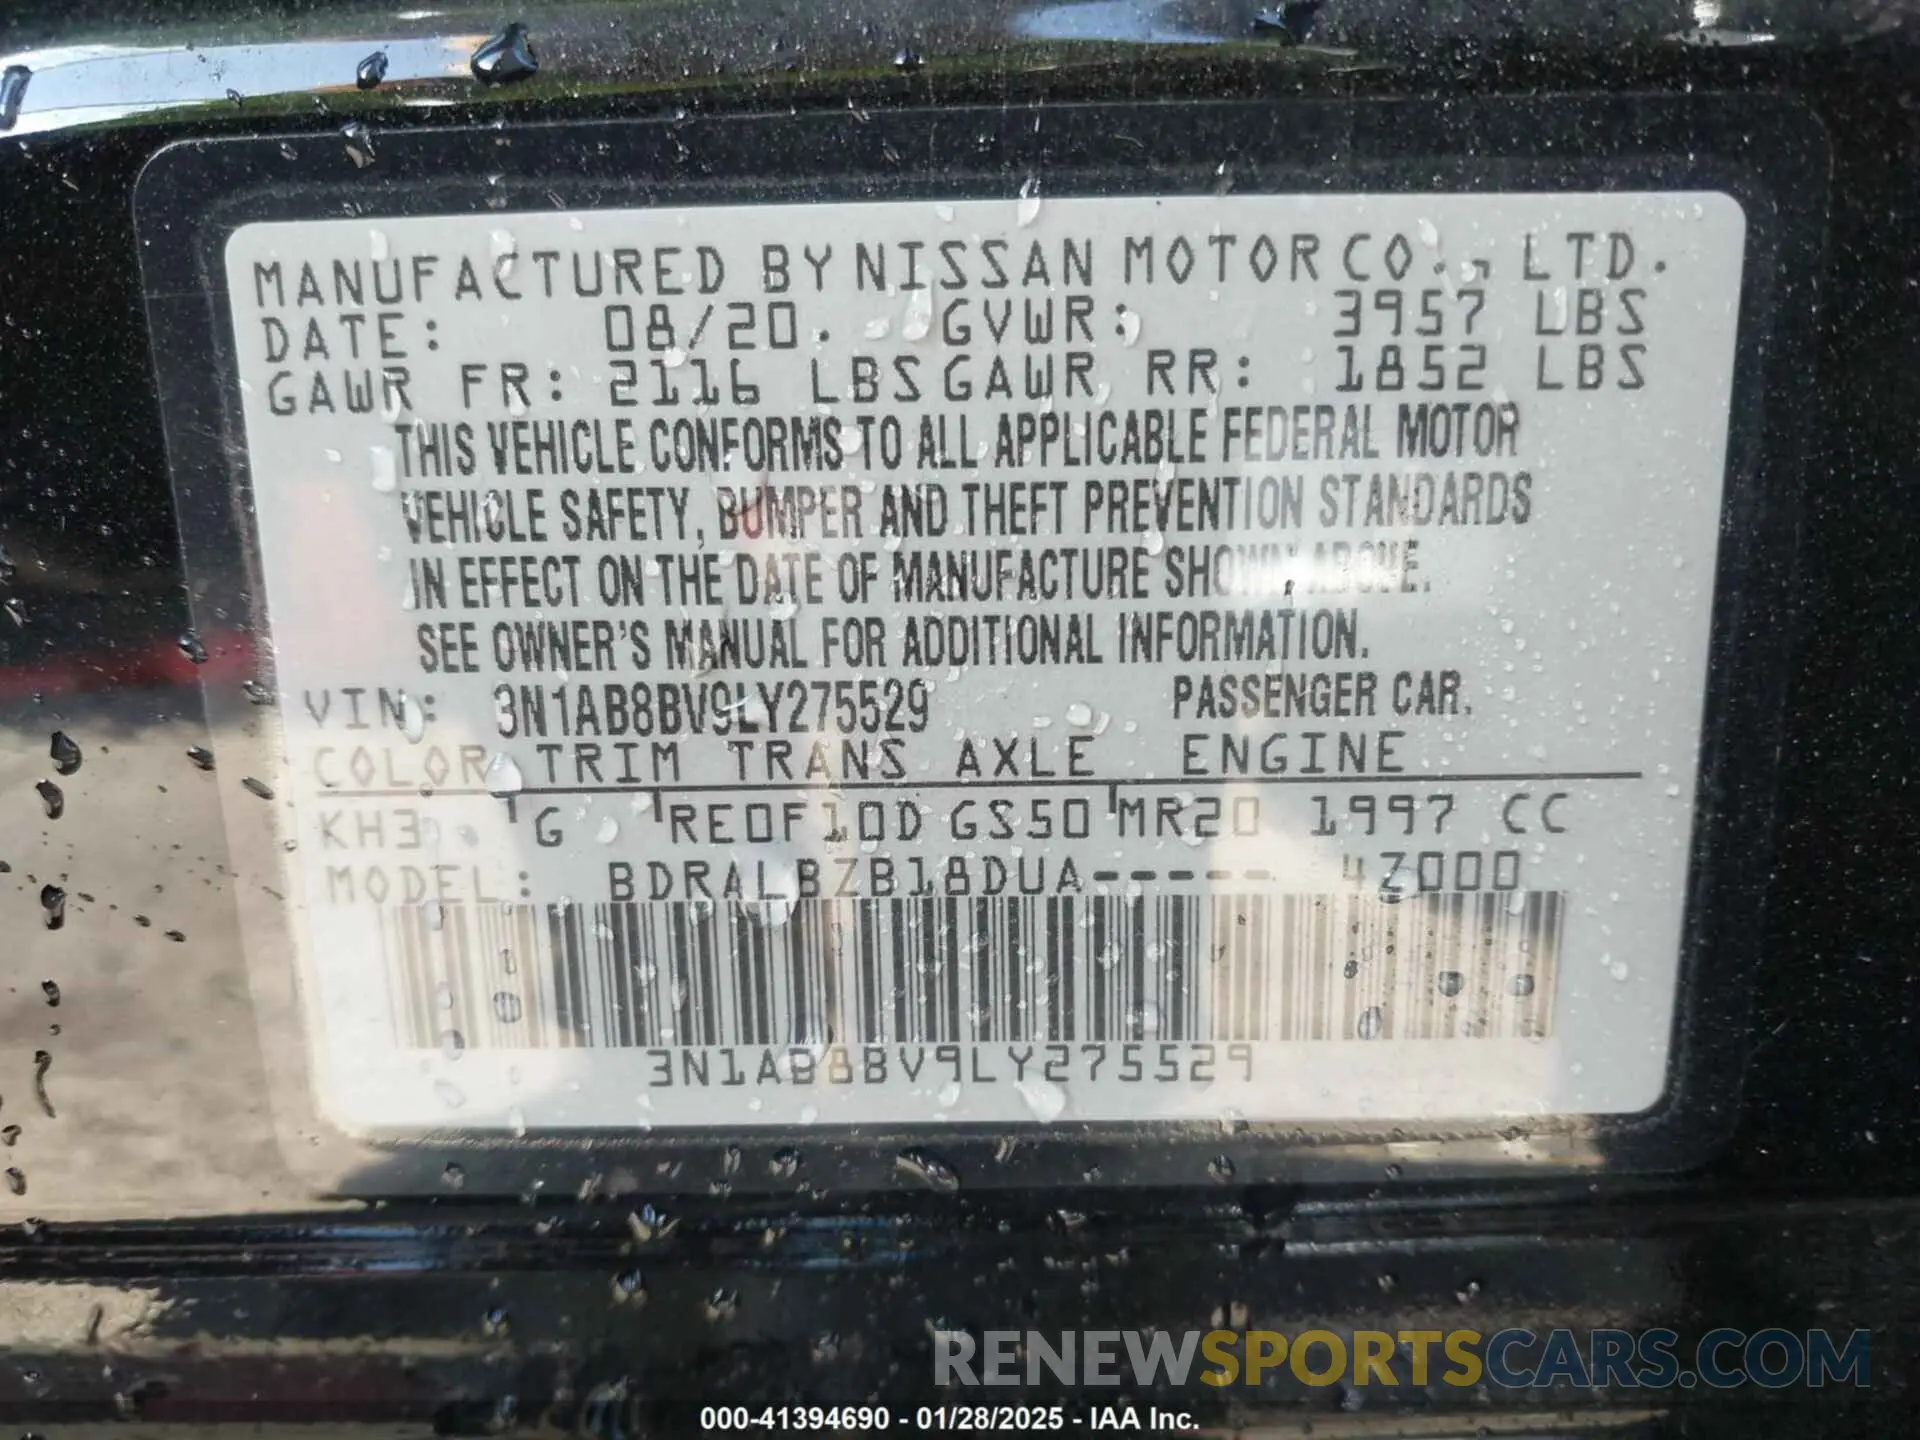 MANUFACTURED BY NISSAN MOTOR CO., LTD.
DATE: 08/20. GVWR: 3957 LBS
GAWR FR: 2116 LBS GAWR RR: 1852 LBS
THIS VEHICLE CONFORMS TO ALL APPLICABLE FEDERAL MOTOR
VEHICLE SAFETY, BUMPER AND THEFT PREVENTION STANDARDS
IN EFFECT ON THE DATE OF MANUFACTURE SHOWN ABOVE.
SEE OWNER'S MANUAL FOR ADDITIONAL INFORMATION.
VIN: 3N1AB8BV9LY275529 PASSENGER CAR.
COLOR TRIM TRANS AXLE ENGINE
KH3 G RE0F10D GS50 MR20 1997 CC
MODEL: BDRALBZB18DUA----- 4Z000
3N1AB8BV9LY275529
RENEWSPORTSCARS.COM
000-41394690 - 01/28/2025 - IAA Inc.